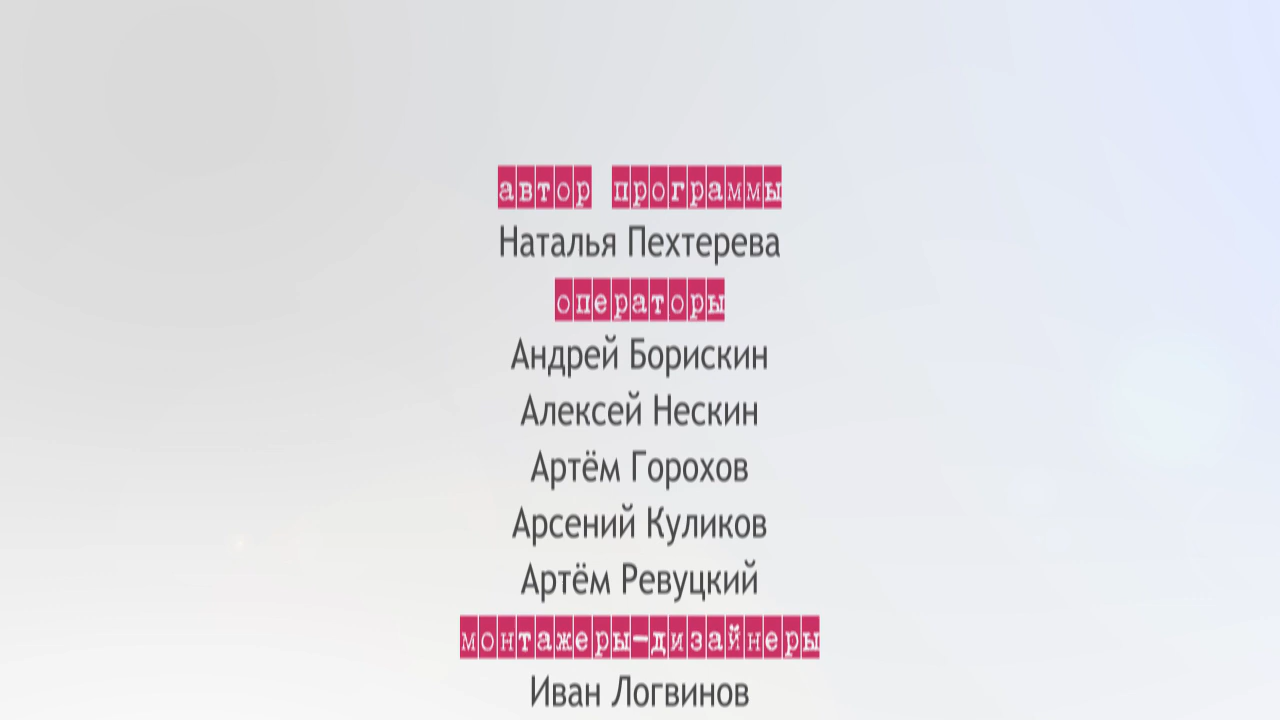 автор программы
Наталья Пехтерева
операторы
Андрей Борискин
Алексей Нескин
Артём Горохов
Арсений Куликов
Артём Ревуцкий
монтажеры-дизайнеры
Иван Логвинов